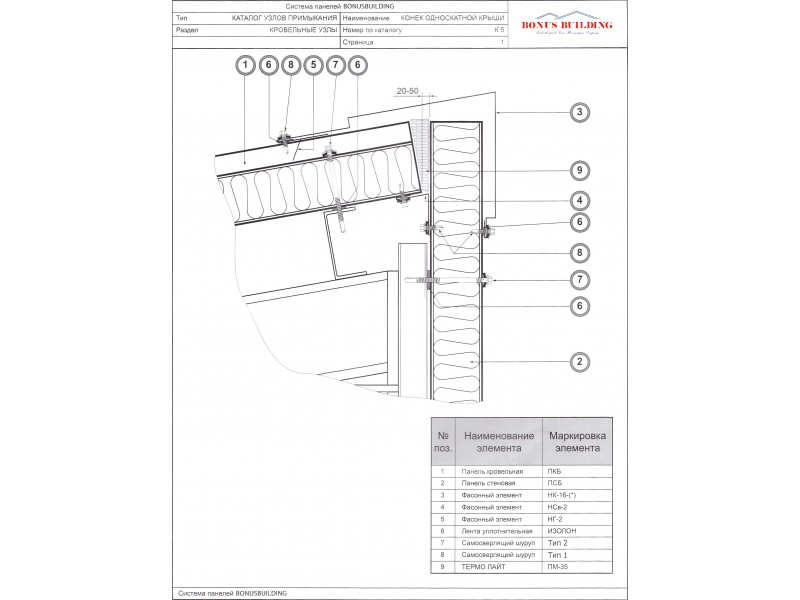 Система панелей BONUSBUILDING
Тип КАТАЛОГ УЗЛОВ ПРИМЫКАНИЯ Наименование КОНЕК ОДНОСКАТНОЙ КРЫШИ
Раздел КРОВЕЛЬНЫЕ УЗЛЫ Номер по каталогу К 5
Страница 1
BONUS BUILDING
1 6 8 5 7 6
20-50
3
9
4
6
8
7
6
2
№ поз. Наименование элемента Маркировка элемента
1 Панель кровельная ПКБ
2 Панель стеновая ПСБ
3 Фасонный элемент НК-16-(*)
4 Фасонный элемент НСв-2
5 Фасонный элемент НГ-2
6 Лента уплотнительная ИЗОЛОН
7 Самосверлящий шуруп Тип 2
8 Самосверлящий шуруп Тип 1
9 ТЕРМО ЛАЙТ ПМ-35
Система панелей BONUSBUILDING